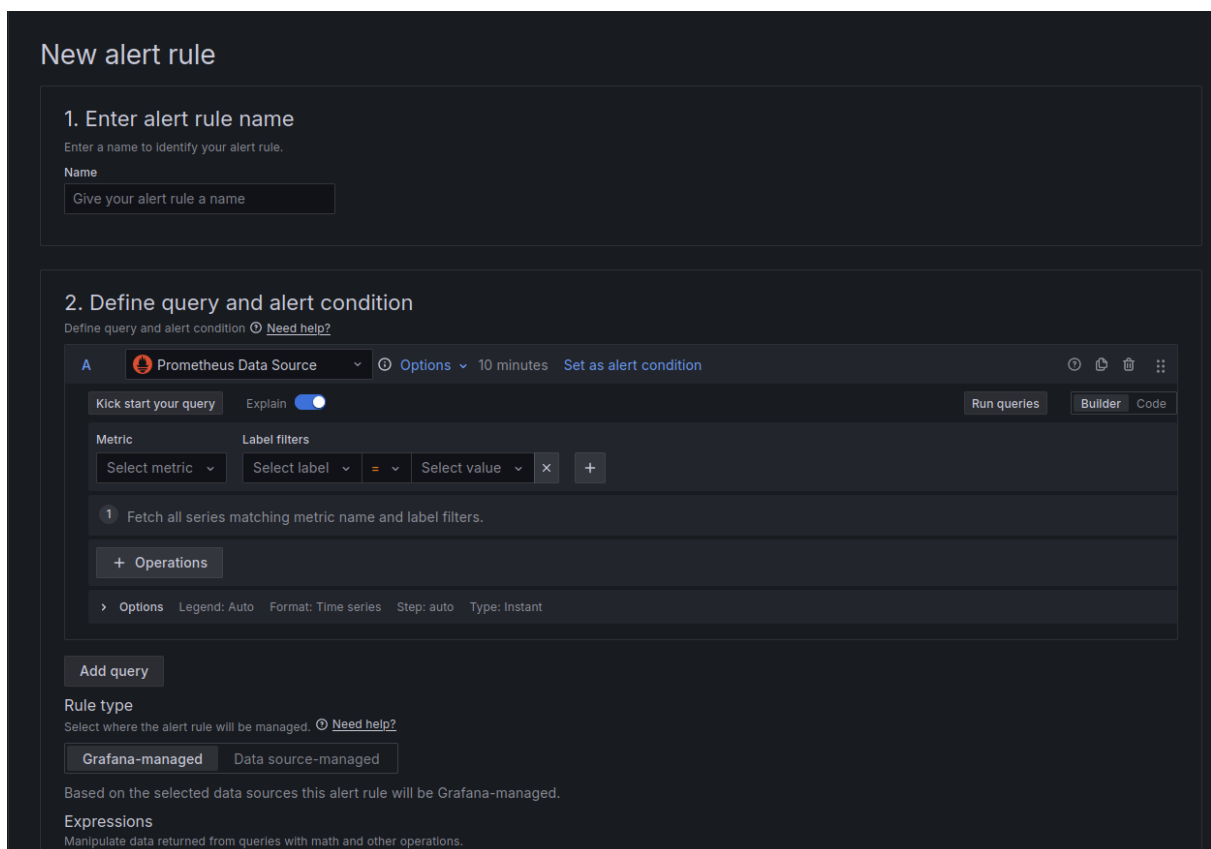 New alert rule
1. Enter alert rule name
Enter a name to identify your alert rule.
Name
Give your alert rule a name
2. Define query and alert condition
Define query and alert condition Need help?
A Prometheus Data Source Options 10 minutes Set as alert condition
Kick start your query Explain Run queries Builder Code
Metric Label filters
Select metric Select label = Select value × +
1 Fetch all series matching metric name and label filters.
+ Operations
> Options Legend: Auto Format: Time series Step: auto Type: Instant
Add query
Rule type
Select where the alert rule will be managed. Need help?
Grafana-managed Data source-managed
Based on the selected data sources this alert rule will be Grafana-managed.
Expressions
Manipulate data returned from queries with math and other operations.